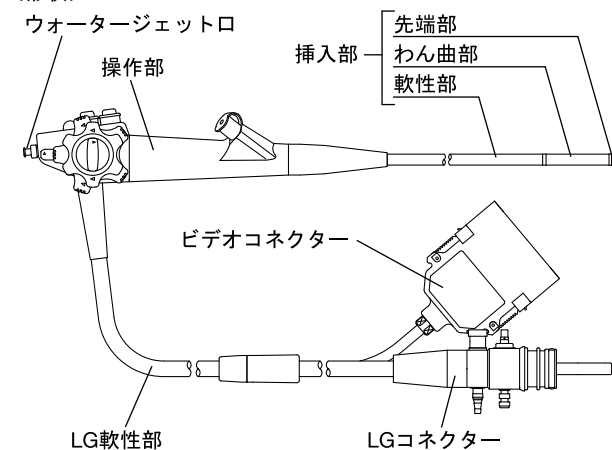 ウォータージェット口
操作部
挿入部
先端部
わん曲部
軟性部
ビデオコネクター
LG軟性部
LGコネクター